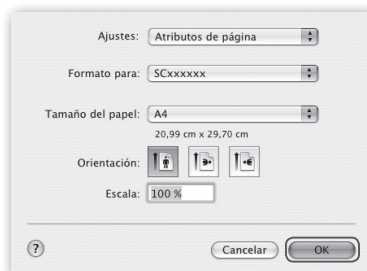 Ajustes: Atributos de página
Formato para: SCxxxxxx
Tamaño del papel: A4
20,99 cm x 29,70 cm
Orientación:
Escala: 100 %
? Cancelar OK